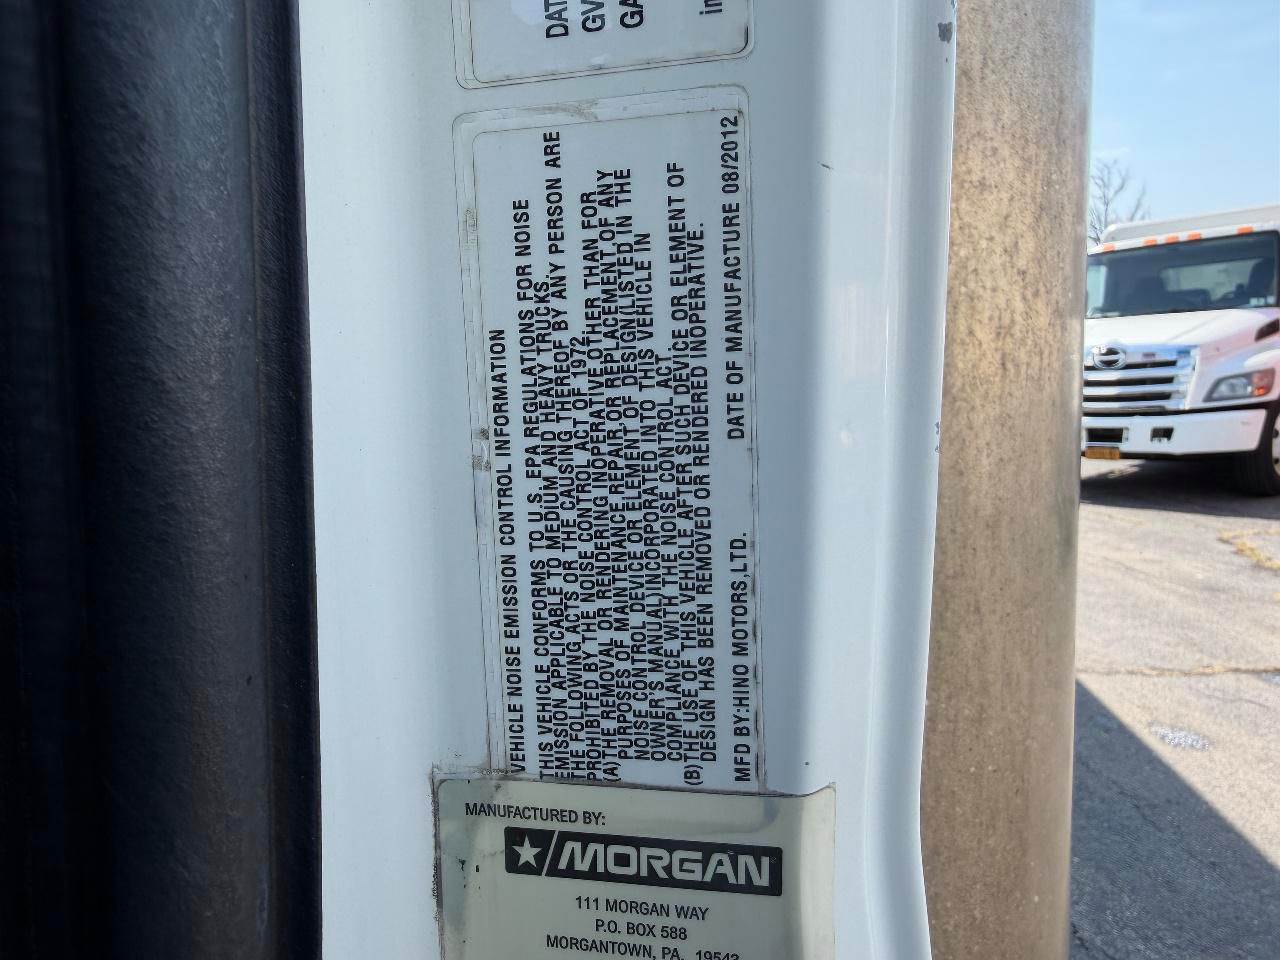 DAT
GV
GA
in
VEHICLE NOISE EMISSION CONTROL INFORMATION
THIS VEHICLE CONFORMS TO U.S. EPA REGULATIONS FOR NOISE
EMISSION APPLICABLE TO MEDIUM AND HEAVY TRUCKS.
THE FOLLOWING ACTS OR THE CAUSING THEREOF BY ANY PERSON ARE
PROHIBITED BY THE NOISE CONTROL ACT OF 1972.
(A) THE REMOVAL OR RENDERING INOPERATIVE OTHER THAN FOR
PURPOSES OF MAINTENANCE, REPAIR, OR REPLACEMENT, OF ANY
NOISE CONTROL DEVICE OR ELEMENT OF DESIGN (LISTED IN THE
OWNER'S MANUAL) INCORPORATED INTO THIS VEHICLE IN
COMPLIANCE WITH THE NOISE CONTROL ACT
(B) THE USE OF THIS VEHICLE AFTER SUCH DEVICE OR ELEMENT OF
DESIGN HAS BEEN REMOVED OR RENDERED INOPERATIVE.
MFD BY:HINO MOTORS,LTD. DATE OF MANUFACTURE 08/2012
MANUFACTURED BY:
MORGAN
111 MORGAN WAY
P.O. BOX 588
MORGANTOWN, PA. 19543